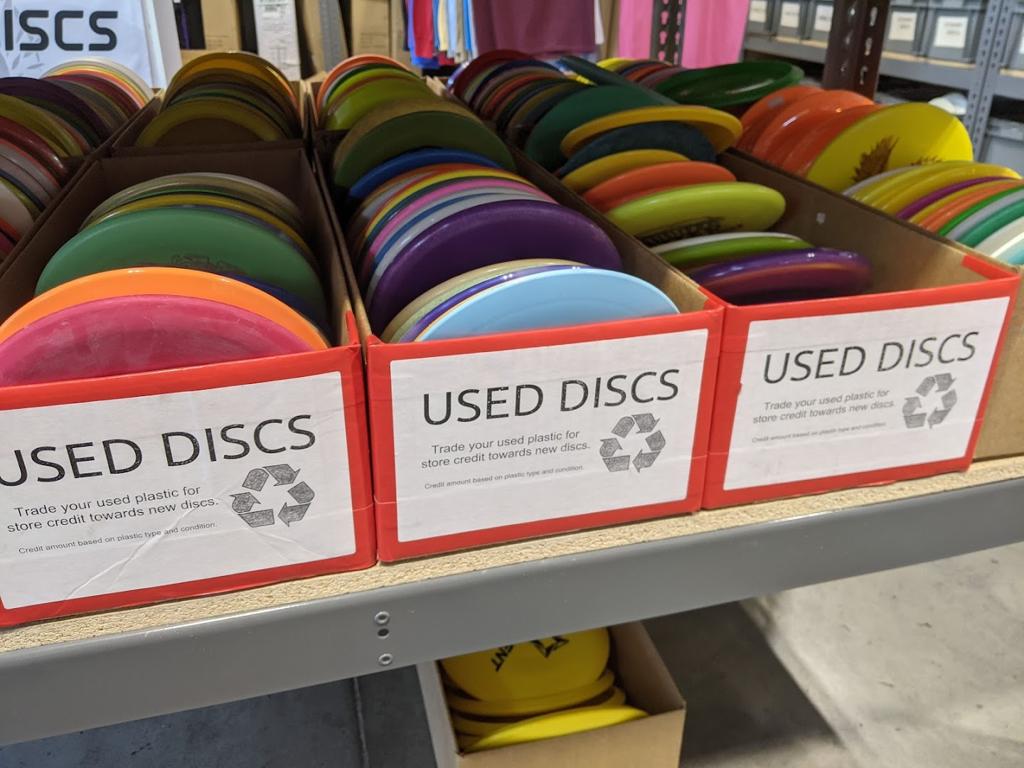 ISCS
USED DISCS
Trade your used plastic for
store credit towards new discs.
Credit amount based on plastic type and condition.
USED DISCS
Trade your used plastic for
store credit towards new discs.
Credit amount based on plastic type and condition.
USED DISCS
Trade your used plastic for
store credit towards new discs.
Credit amount based on plastic type and condition.
ENT